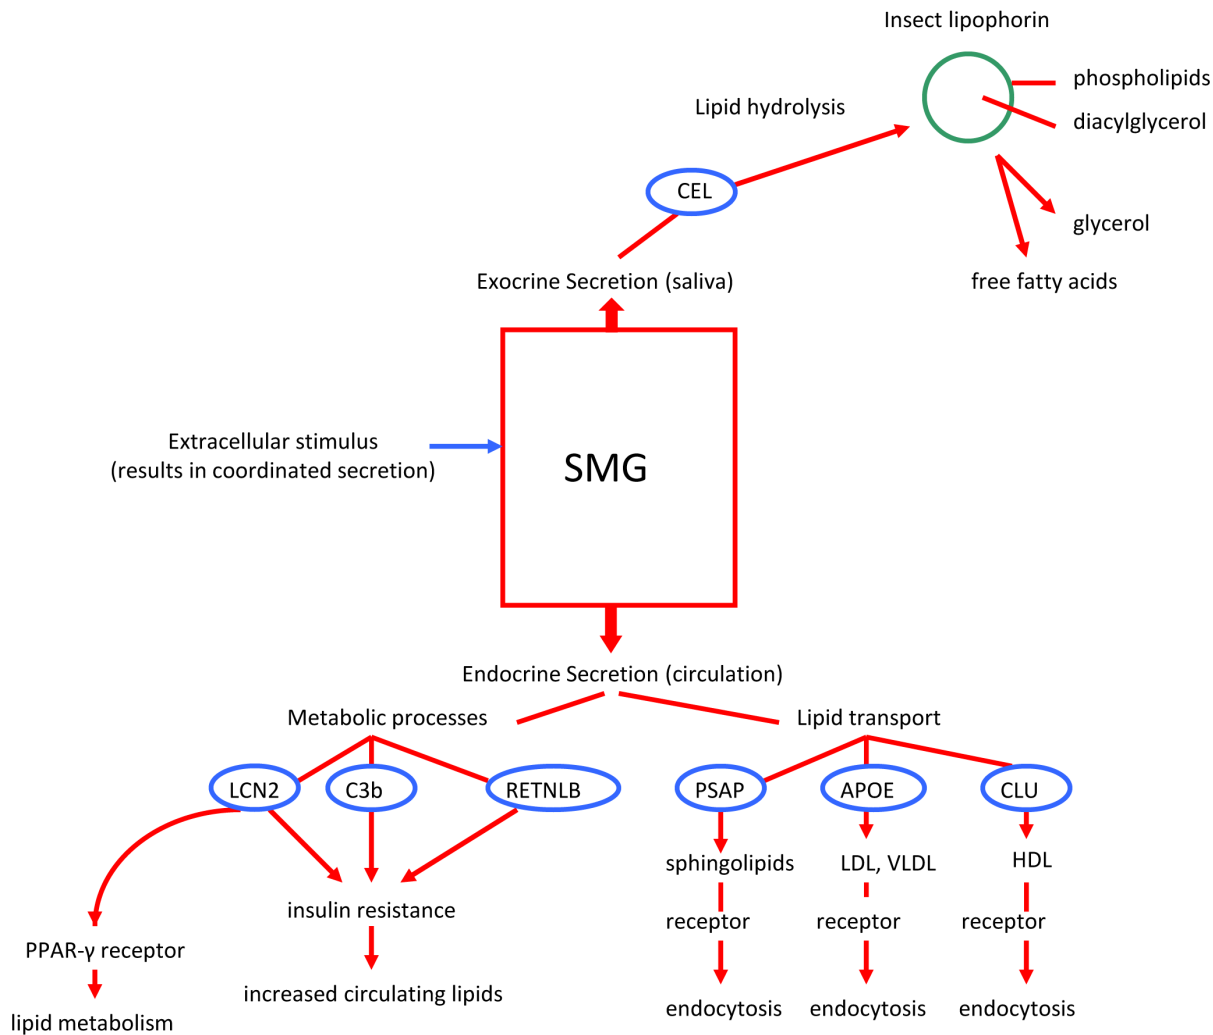 Insect lipophorin
phospholipids
Lipid hydrolysis
diacylglycerol
CEL
glycerol
Exocrine Secretion (saliva)
free fatty acids
Extracellular stimulus
(results in coordinated secretion)
SMG
Endocrine Secretion (circulation)
Metabolic processes
Lipid transport
LCN2
C3b
RETNLB
PSAP
APOE
CLU
sphingolipids
LDL, VLDL
HDL
insulin resistance
receptor
receptor
receptor
PPAR-γ receptor
increased circulating lipids
endocytosis
endocytosis
endocytosis
lipid metabolism